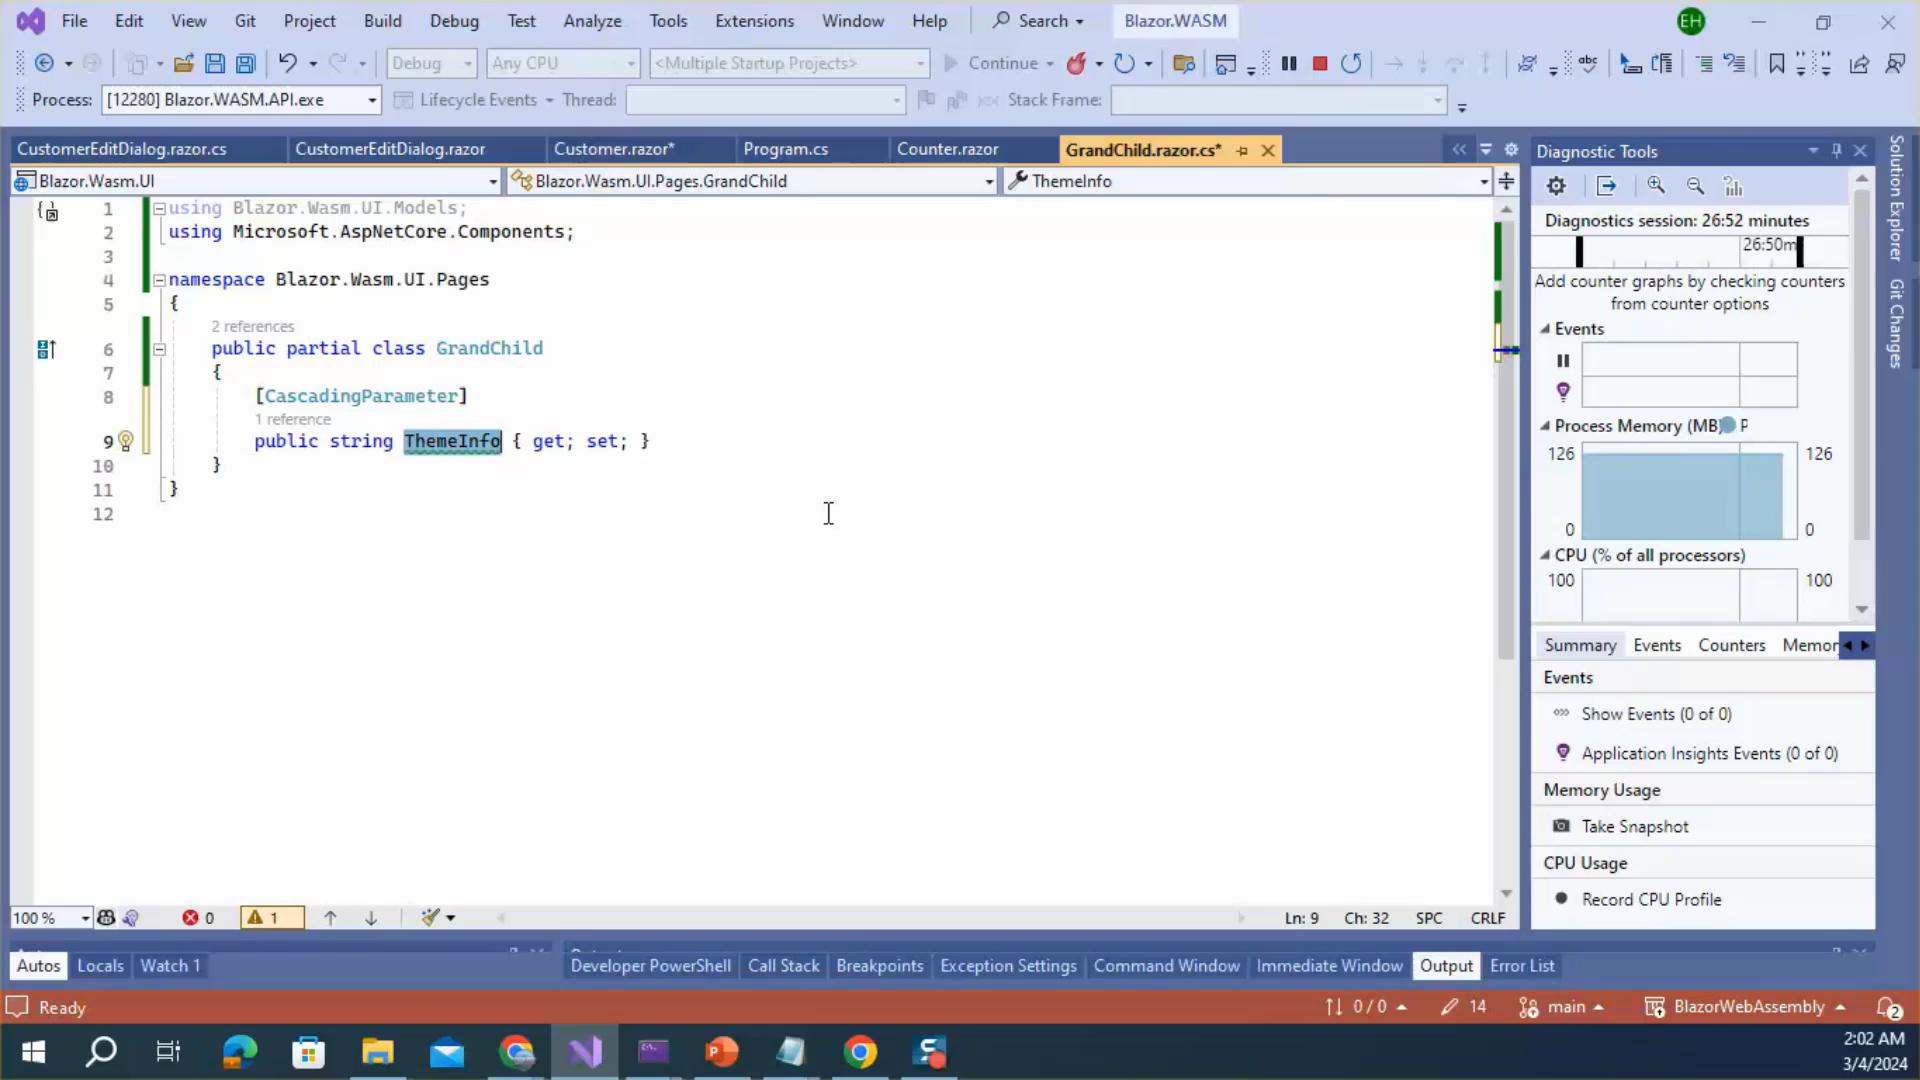 File Edit View Git Project Build Debug Test Analyze Tools Extensions Window Help Search Blazor.WASM EH
Debug Any CPU <Multiple Startup Projects> Continue
Process: [12280] Blazor.WASM.API.exe Lifecycle Events Thread: Stack Frame:
CustomerEditDialog.razor.cs CustomerEditDialog.razor Customer.razor* Program.cs Counter.razor GrandChild.razor.cs*
Blazor.Wasm.UI Blazor.Wasm.UI.Pages.GrandChild ThemeInfo
1 using Blazor.Wasm.UI.Models;
2 using Microsoft.AspNetCore.Components;
3
4 namespace Blazor.Wasm.UI.Pages
5 {
2 references
6 public partial class GrandChild
7 {
8 [CascadingParameter]
1 reference
9 public string ThemeInfo { get; set; }
10 }
11 }
12
100 % 0 1 Ln: 9 Ch: 32 SPC CRLF
Diagnostic Tools
Diagnostics session: 26:52 minutes
26:50m
Add counter graphs by checking counters
from counter options
Events
Process Memory (MB) P
126 126
0 0
CPU (% of all processors)
100 100
Summary Events Counters Memor
Events
Show Events (0 of 0)
Application Insights Events (0 of 0)
Memory Usage
Take Snapshot
CPU Usage
Record CPU Profile
Solution Explorer
Git Changes
Autos Locals Watch 1 Developer PowerShell Call Stack Breakpoints Exception Settings Command Window Immediate Window Output Error List
Ready 0 / 0 14 main BlazorWebAssembly 2
2:02 AM
3/4/2024